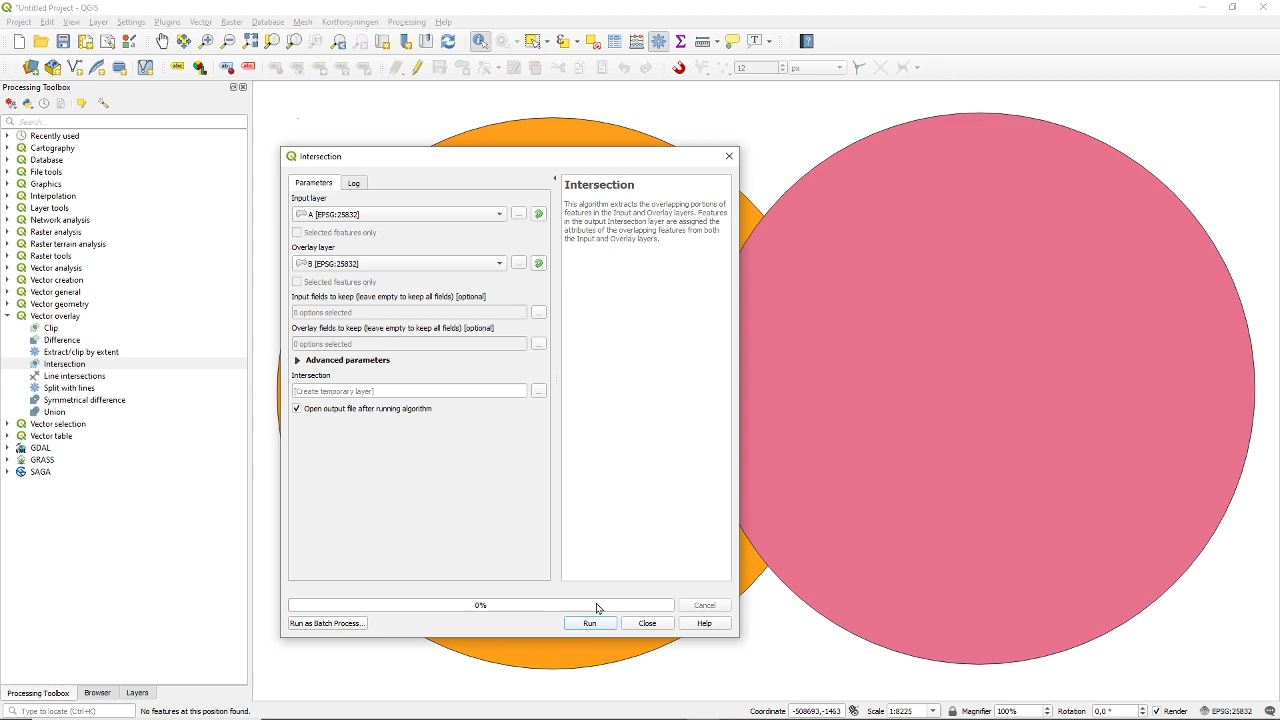 *Untitled Project - QGIS
Project Edit View Layer Settings Plugins Vector Raster Database Mesh Kortforsyningen Processing Help
12 px
Processing Toolbox
Search...
Recently used
Cartography
Database
File tools
Graphics
Interpolation
Layer tools
Network analysis
Raster analysis
Raster terrain analysis
Raster tools
Vector analysis
Vector creation
Vector general
Vector geometry
Vector overlay
Clip
Difference
Extract/clip by extent
Intersection
Line intersections
Split with lines
Symmetrical difference
Union
Vector selection
Vector table
GDAL
GRASS
SAGA
Processing Toolbox Browser Layers
Intersection
Parameters Log
Input layer
A [EPSG:25832]
...
Selected features only
Overlay layer
B [EPSG:25832]
...
Selected features only
Input fields to keep (leave empty to keep all fields) [optional]
0 options selected
...
Overlay fields to keep (leave empty to keep all fields) [optional]
0 options selected
...
Advanced parameters
Intersection
[Create temporary layer]
...
Open output file after running algorithm
Intersection
This algorithm extracts the overlapping portions of
features in the Input and Overlay layers. Features
in the output Intersection layer are assigned the
attributes of the overlapping features from both
the Input and Overlay layers.
0% Cancel
Run as Batch Process... Run Close Help
Type to locate (Ctrl+K) No features at this position found. Coordinate -508693,-1463 Scale 1:8225 Magnifier 100% Rotation 0,0 ° Render EPSG:25832